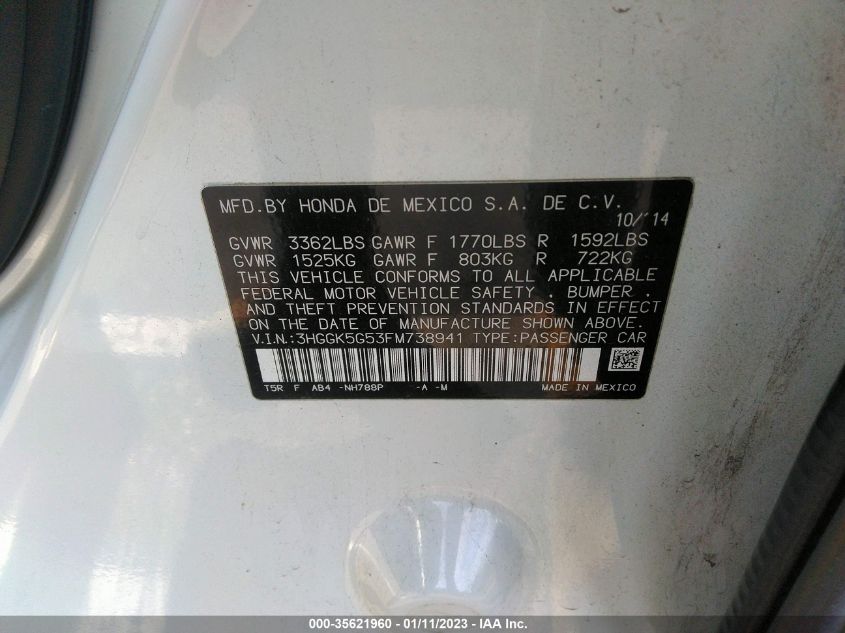 MFD.BY HONDA DE MEXICO S.A. DE C.V.
10/'14
GVWR 3362LBS GAWR F 1770LBS R 1592LBS
GVWR 1525KG GAWR F 803KG R 722KG
THIS VEHICLE CONFORMS TO ALL APPLICABLE
FEDERAL MOTOR VEHICLE SAFETY , BUMPER ,
AND THEFT PREVENTION STANDARDS IN EFFECT
ON THE DATE OF MANUFACTURE SHOWN ABOVE.
V.I.N.:3HGGK5G53FM738941 TYPE:PASSENGER CAR
T5R F AB4 -NH788P -A -M MADE IN MEXICO
000-35621960 - 01/11/2023 - IAA Inc.